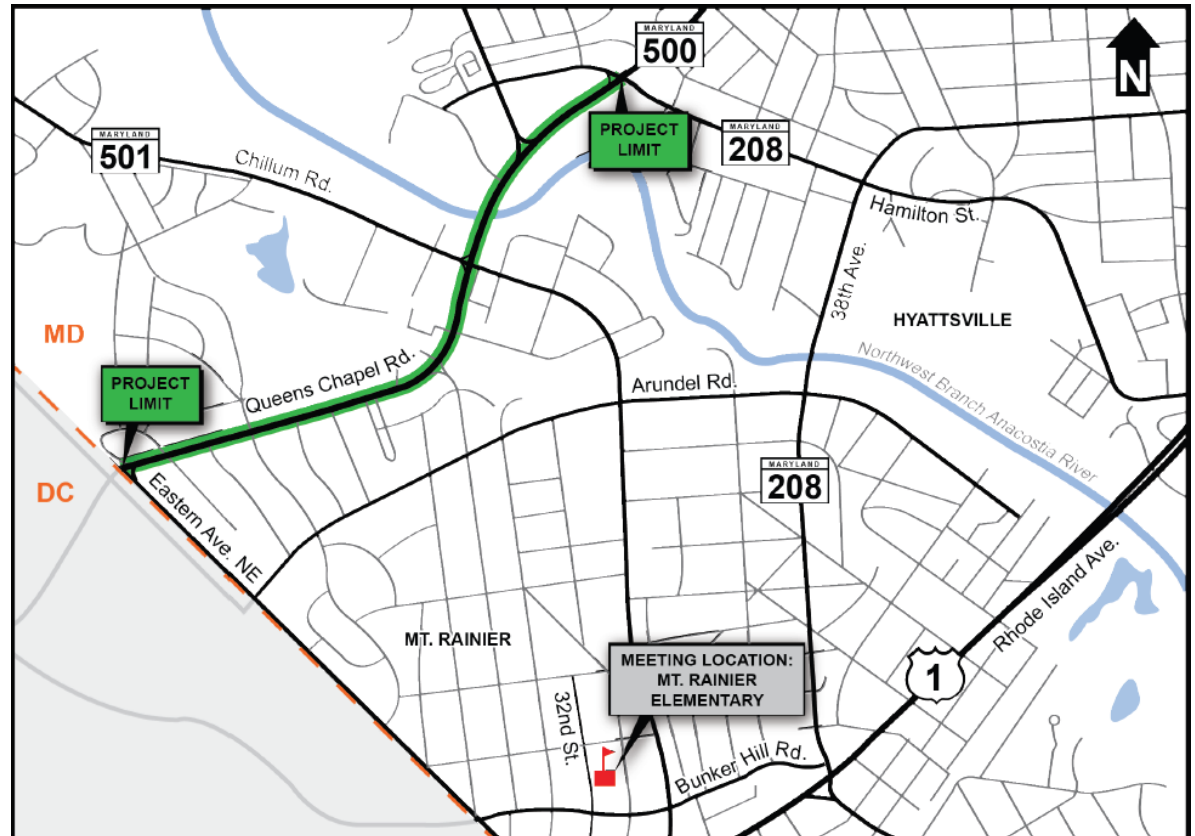 MARYLAND
500
N
PROJECT
LIMIT
MARYLAND
208
MARYLAND
501
Chillum Rd.
Hamilton St.
38th Ave.
HYATTSVILLE
MD
PROJECT
LIMIT
Queens Chapel Rd.
Arundel Rd.
Northwest Branch Anacostia River
DC
Eastern Ave. NE
MARYLAND
208
Rhode Island Ave.
MT. RAINIER
MEETING LOCATION:
MT. RAINIER
ELEMENTARY
1
32nd St.
Bunker Hill Rd.